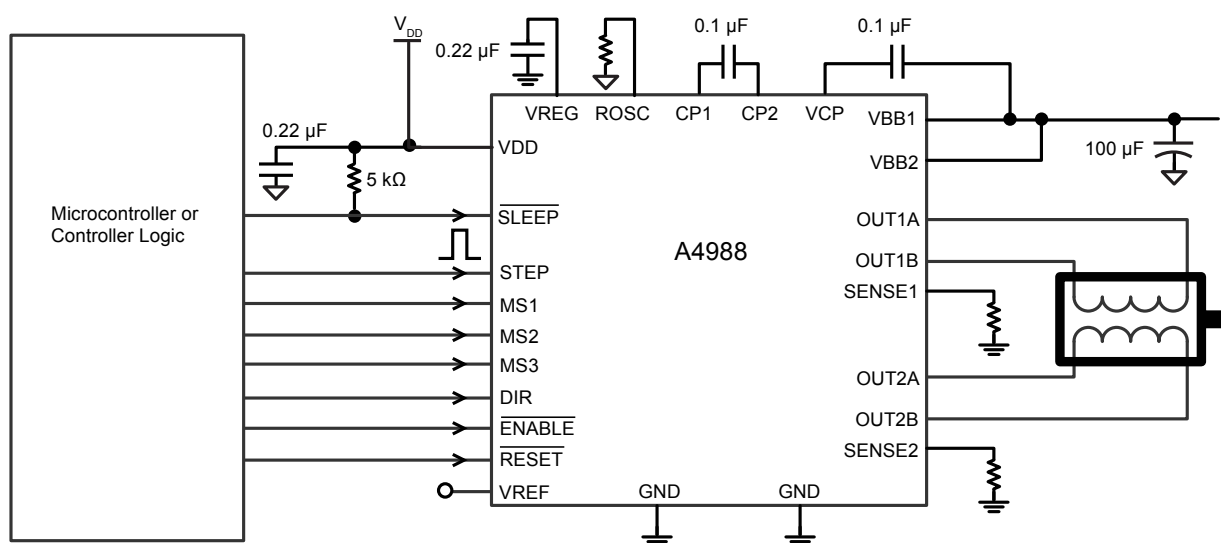 V_DD
0.22 µF
0.1 µF
0.1 µF
VREG
ROSC
CP1
CP2
VCP
VBB1
0.22 µF
VDD
100 µF
VBB2
5 kΩ
Microcontroller or
Controller Logic
SLEEP
OUT1A
A4988
OUT1B
STEP
SENSE1
MS1
MS2
MS3
OUT2A
DIR
OUT2B
ENABLE
SENSE2
RESET
VREF
GND
GND